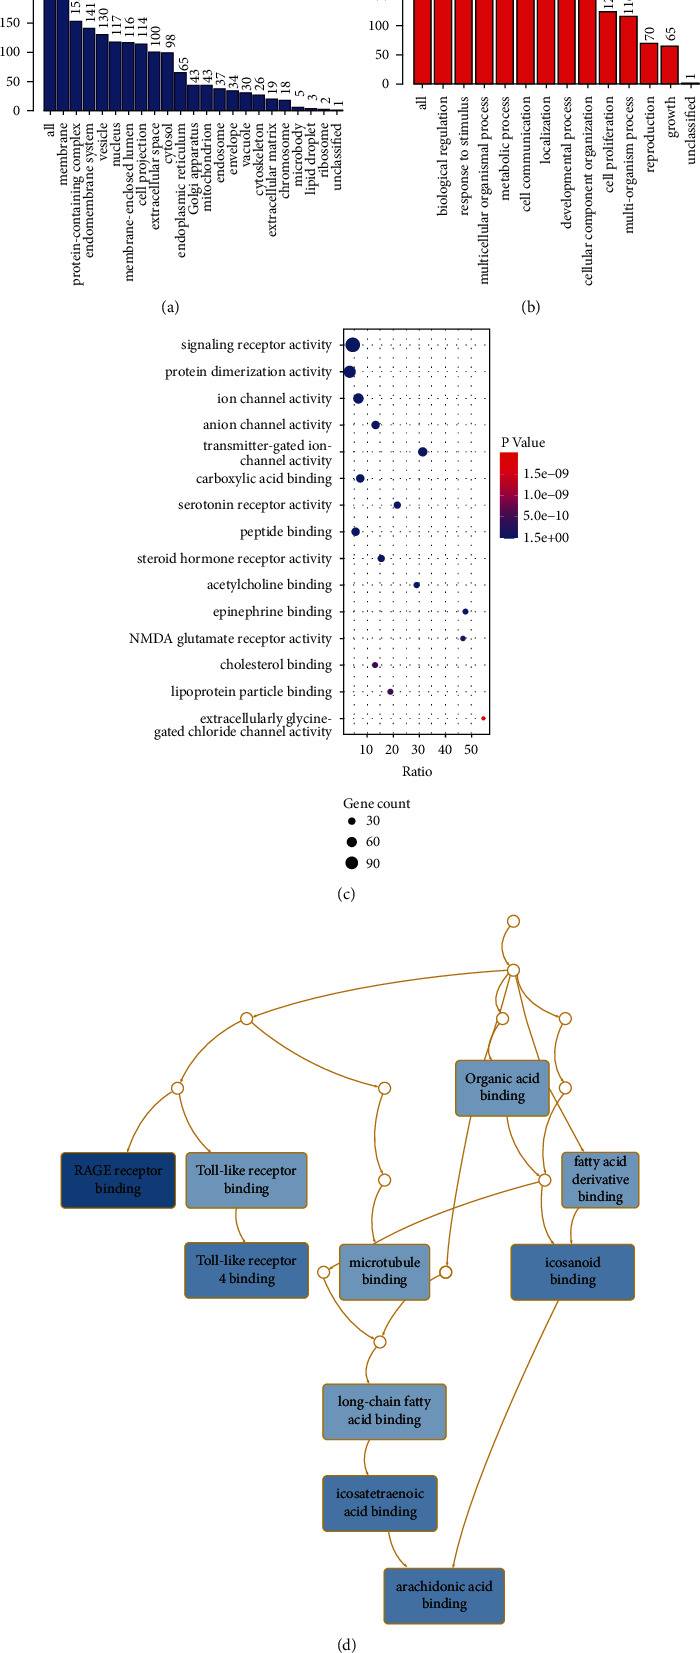 150
100
50
0
15
141
130
117
116
114
100
98
65
43
43
37
34
30
26
19
18
5
3
2
1
all
membrane
protein-containing complex
endomembrane system
vesicle
nucleus
membrane-enclosed lumen
cell projection
extracellular space
cytosol
endoplasmic reticulum
Golgi apparatus
mitochondrion
endosome
envelope
vacuole
cytoskeleton
extracellular matrix
chromosome
microbody
lipid droplet
ribosome
unclassified
(a)
100
50
0
70
65
1
all
biological regulation
response to stimulus
multicellular organismal process
metabolic process
cell communication
localization
developmental process
cellular component organization
cell proliferation
multi-organism process
reproduction
growth
unclassified
(b)
signaling receptor activity
protein dimerization activity
ion channel activity
anion channel activity
transmitter-gated ion-
channel activity
carboxylic acid binding
serotonin receptor activity
peptide binding
steroid hormone receptor activity
acetylcholine binding
epinephrine binding
NMDA glutamate receptor activity
cholesterol binding
lipoprotein particle binding
extracellularly glycine-
gated chloride channel activity
10 20 30 40 50
Ratio
P Value
1.5e−09
1.0e−09
5.0e−10
1.5e+00
Gene count
30
60
90
(c)
Organic acid
binding
RAGE receptor
binding
Toll-like receptor
binding
fatty acid
derivative
binding
Toll-like receptor
4 binding
microtubule
binding
icosanoid
binding
long-chain fatty
acid binding
icosatetraenoic
acid binding
arachidonic acid
binding
(d)